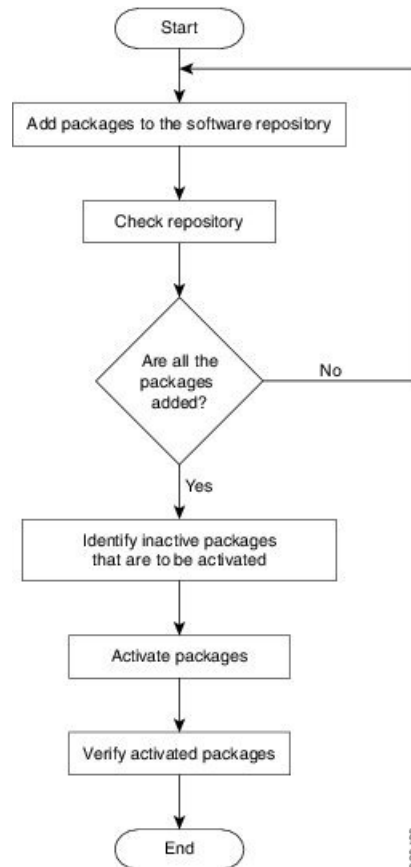 Start
Add packages to the software repository
Check repository
Are all the
packages
added?
No
Yes
Identify inactive packages
that are to be activated
Activate packages
Verify activated packages
End